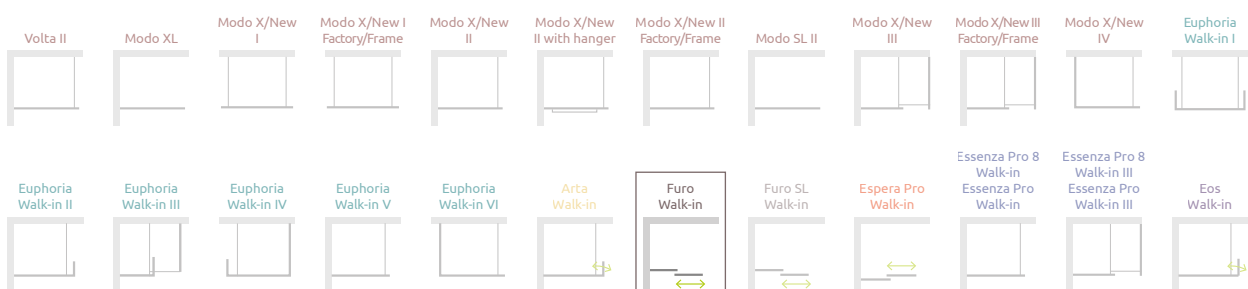 Volta II
Modo XL
Modo X/New
I
Modo X/New I
Factory/Frame
Modo X/New
II
Modo X/New
II with hanger
Modo X/New II
Factory/Frame
Modo SL II
Modo X/New
III
Modo X/New III
Factory/Frame
Modo X/New
IV
Euphoria
Walk-in I
Euphoria
Walk-in II
Euphoria
Walk-in III
Euphoria
Walk-in IV
Euphoria
Walk-in V
Euphoria
Walk-in VI
Arta
Walk-in
Furo
Walk-in
Furo SL
Walk-in
Espera Pro
Walk-in
Essenza Pro 8
Walk-in
Essenza Pro
Walk-in
Essenza Pro 8
Walk-in III
Essenza Pro
Walk-in III
Eos
Walk-in